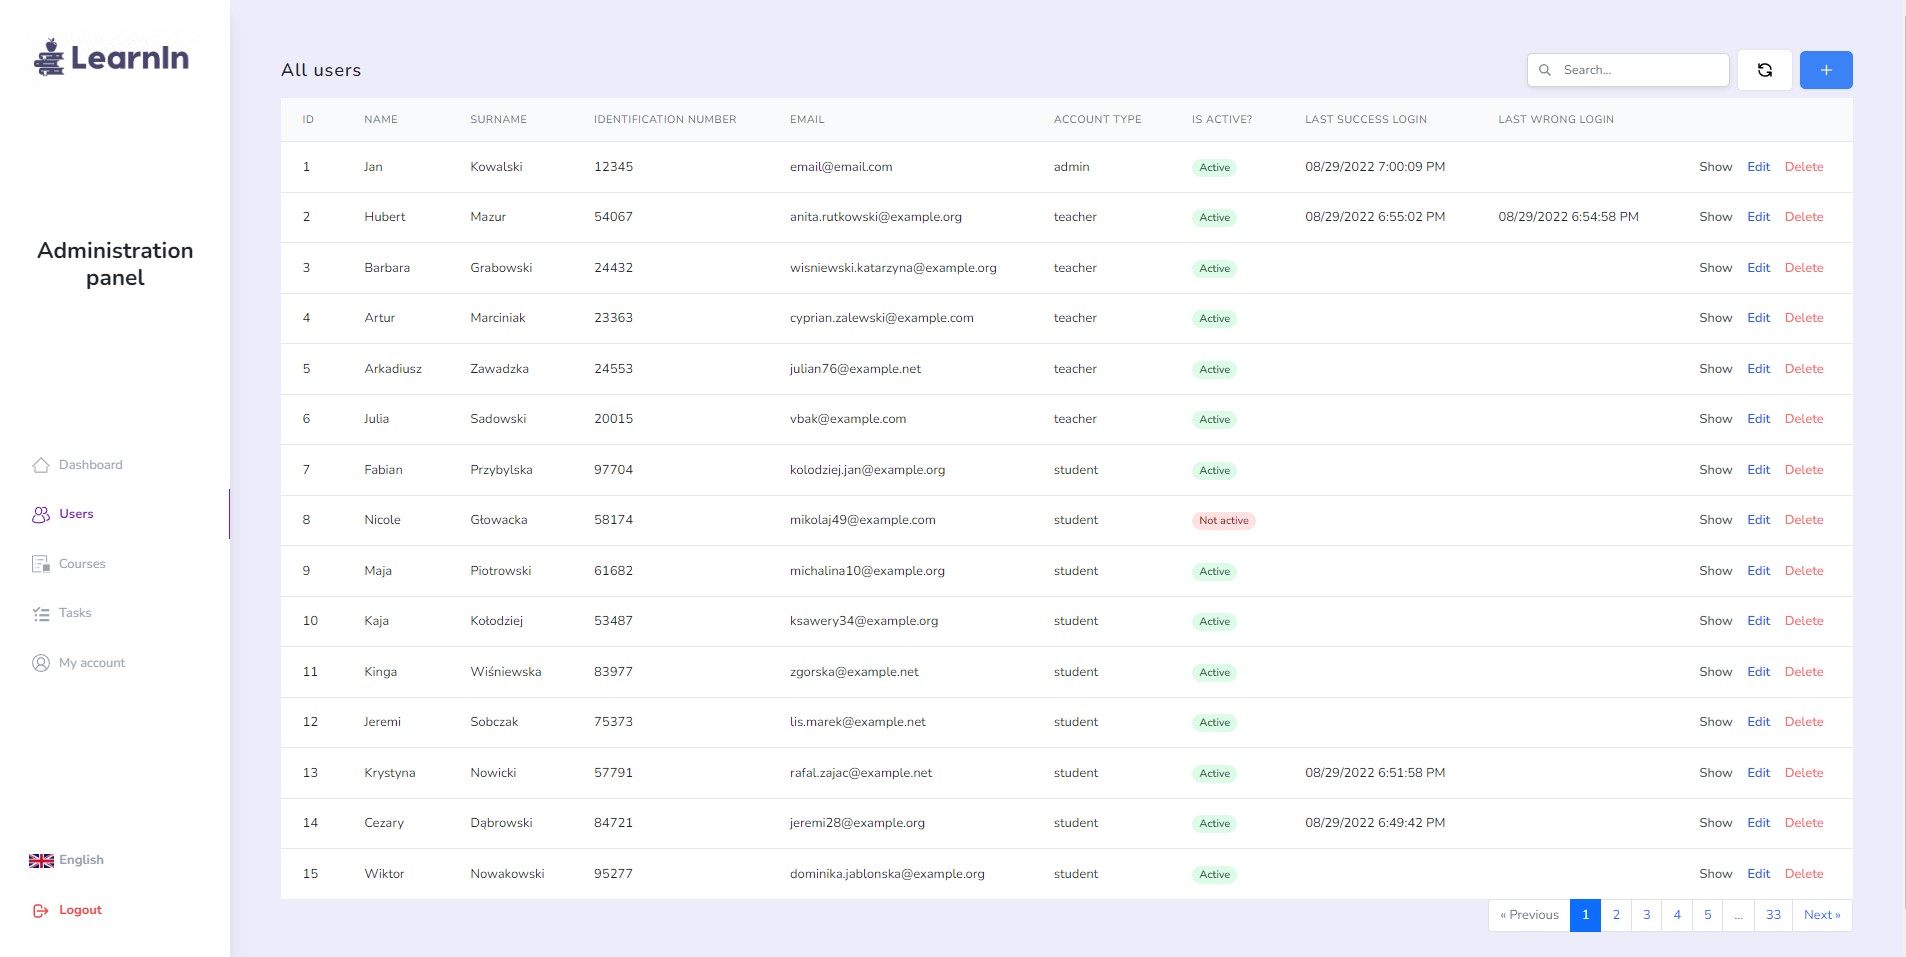 LearnIn
Administration
panel
Dashboard
Users
Courses
Tasks
My account
English
Logout
All users
Search...
+
ID NAME SURNAME IDENTIFICATION NUMBER EMAIL ACCOUNT TYPE IS ACTIVE? LAST SUCCESS LOGIN LAST WRONG LOGIN
1 Jan Kowalski 12345 email@email.com admin Active 08/29/2022 7:00:09 PM Show Edit Delete
2 Hubert Mazur 54067 anita.rutkowski@example.org teacher Active 08/29/2022 6:55:02 PM 08/29/2022 6:54:58 PM Show Edit Delete
3 Barbara Grabowski 24432 wisniewski.katarzyna@example.org teacher Active Show Edit Delete
4 Artur Marciniak 23363 cyprian.zalewski@example.com teacher Active Show Edit Delete
5 Arkadiusz Zawadzka 24553 julian76@example.net teacher Active Show Edit Delete
6 Julia Sadowski 20015 vbak@example.com teacher Active Show Edit Delete
7 Fabian Przybylska 97704 kolodziej.jan@example.org student Active Show Edit Delete
8 Nicole Głowacka 58174 mikolaj49@example.com student Not active Show Edit Delete
9 Maja Piotrowski 61682 michalina10@example.org student Active Show Edit Delete
10 Kaja Kołodziej 53487 ksawery34@example.org student Active Show Edit Delete
11 Kinga Wiśniewska 83977 zgorska@example.net student Active Show Edit Delete
12 Jeremi Sobczak 75373 lis.marek@example.net student Active Show Edit Delete
13 Krystyna Nowicki 57791 rafal.zajac@example.net student Active 08/29/2022 6:51:58 PM Show Edit Delete
14 Cezary Dąbrowski 84721 jeremi28@example.org student Active 08/29/2022 6:49:42 PM Show Edit Delete
15 Wiktor Nowakowski 95277 dominika.jablonska@example.org student Active Show Edit Delete
« Previous 1 2 3 4 5 ... 33 Next »